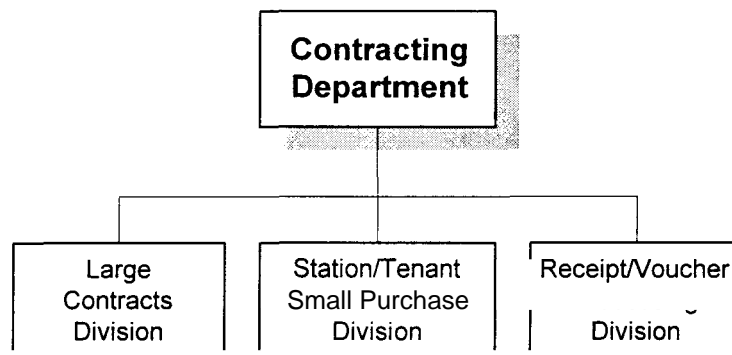 Contracting
Department
Large
Contracts
Division
Station/Tenant
Small Purchase
Division
Receipt/Voucher
Division